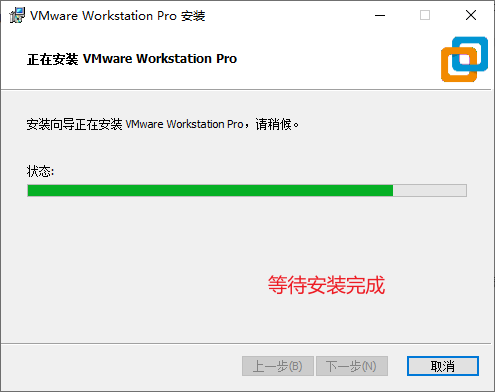 VMware Workstation Pro 安装
正在安装 VMware Workstation Pro
安装向导正在安装 VMware Workstation Pro，请稍候。
状态:
等待安装完成
上一步(B) 下一步(N) 取消